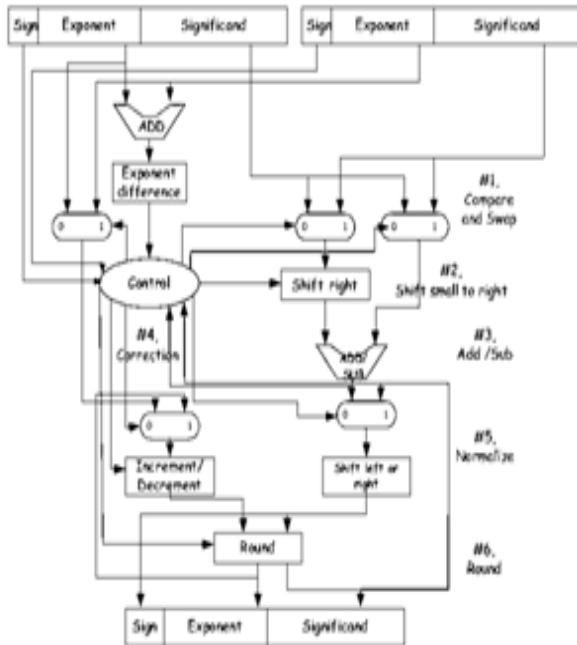 Sign Exponent Significand Sign Exponent Significand
ADD
Exponent
difference
#1,
Compare
and Swap
0 1
0 1
0 1
Control
Shift right
#2,
Shift small to right
#4,
Correction
ADD/
SUB
#3,
Add /Sub
0 1
0 1
#5,
Normalize
Increment/
Decrement
Shift left or
right
Round
#6,
Round
Sign Exponent Significand